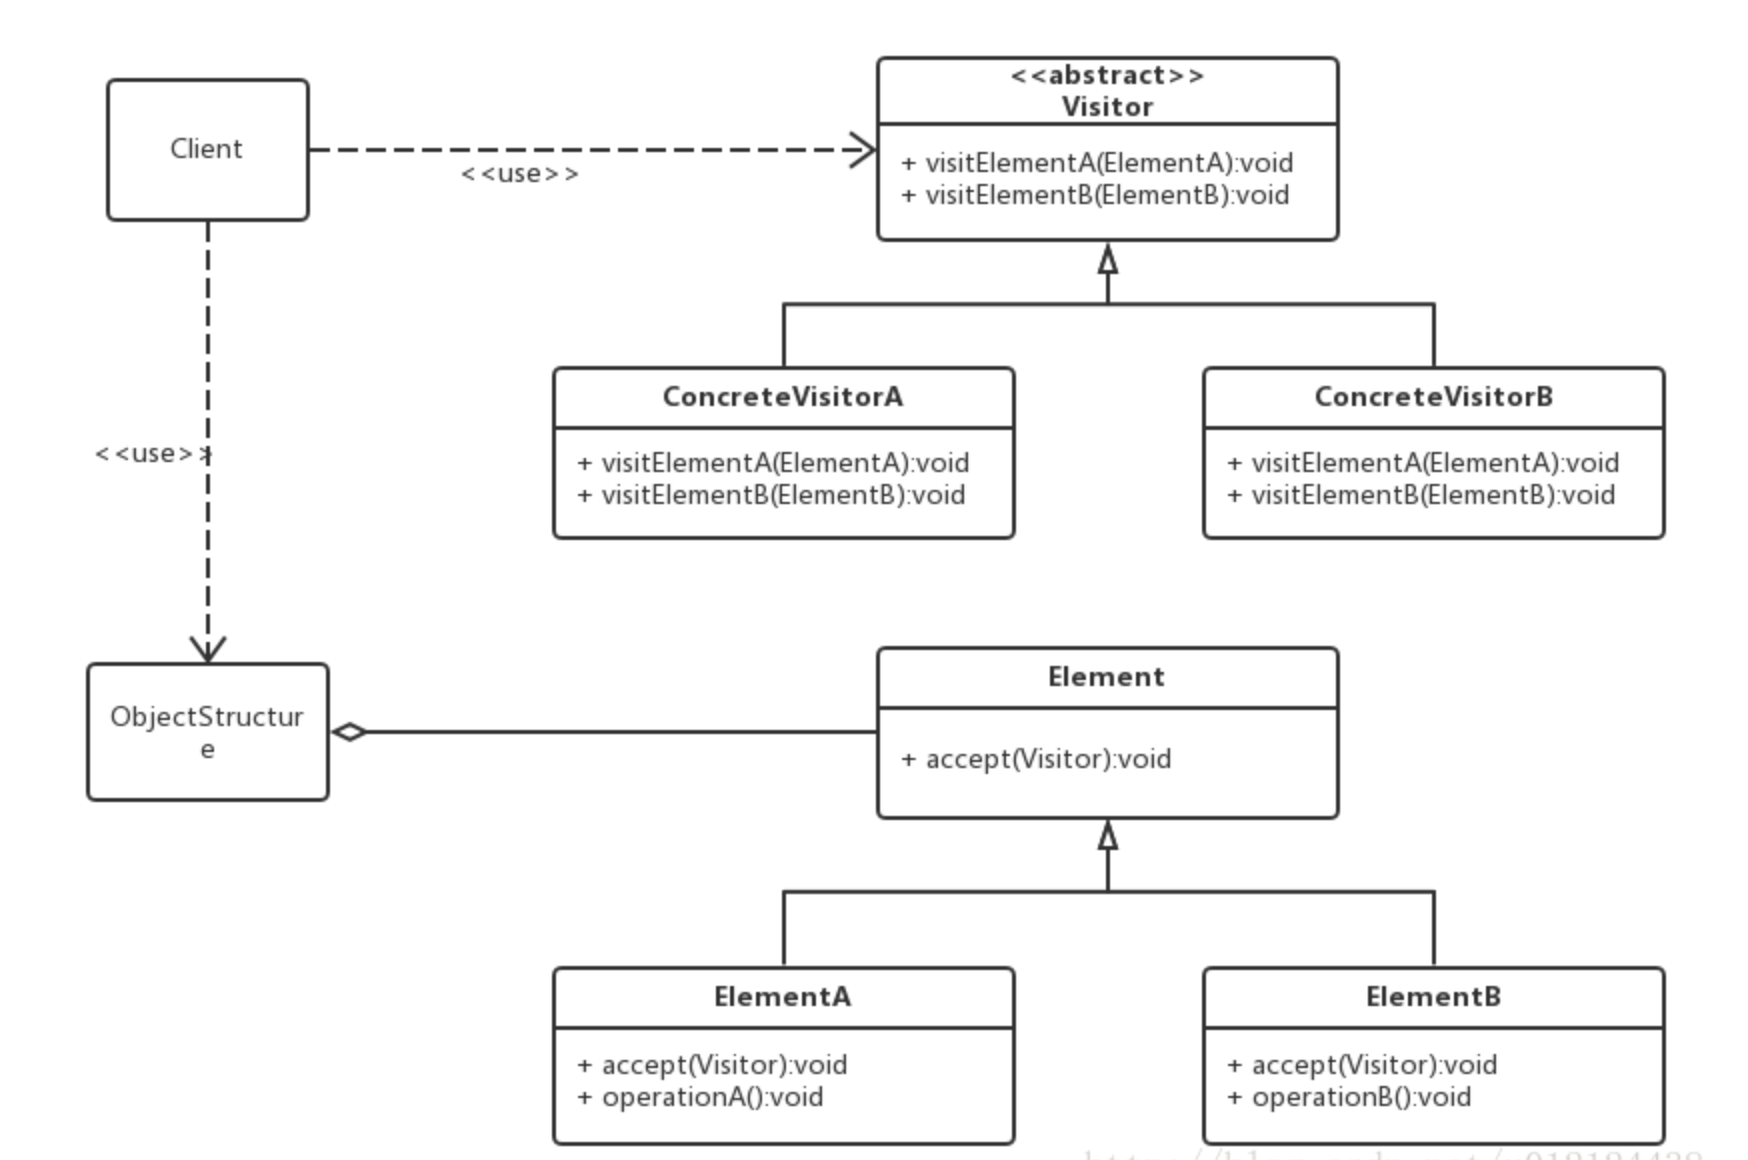 Client
<<use>>
<<abstract>>
Visitor
+ visitElementA(ElementA):void
+ visitElementB(ElementB):void
ConcreteVisitorA
+ visitElementA(ElementA):void
+ visitElementB(ElementB):void
ConcreteVisitorB
+ visitElementA(ElementA):void
+ visitElementB(ElementB):void
<<use>>
ObjectStructur
e
Element
+ accept(Visitor):void
ElementA
+ accept(Visitor):void
+ operationA():void
ElementB
+ accept(Visitor):void
+ operationB():void